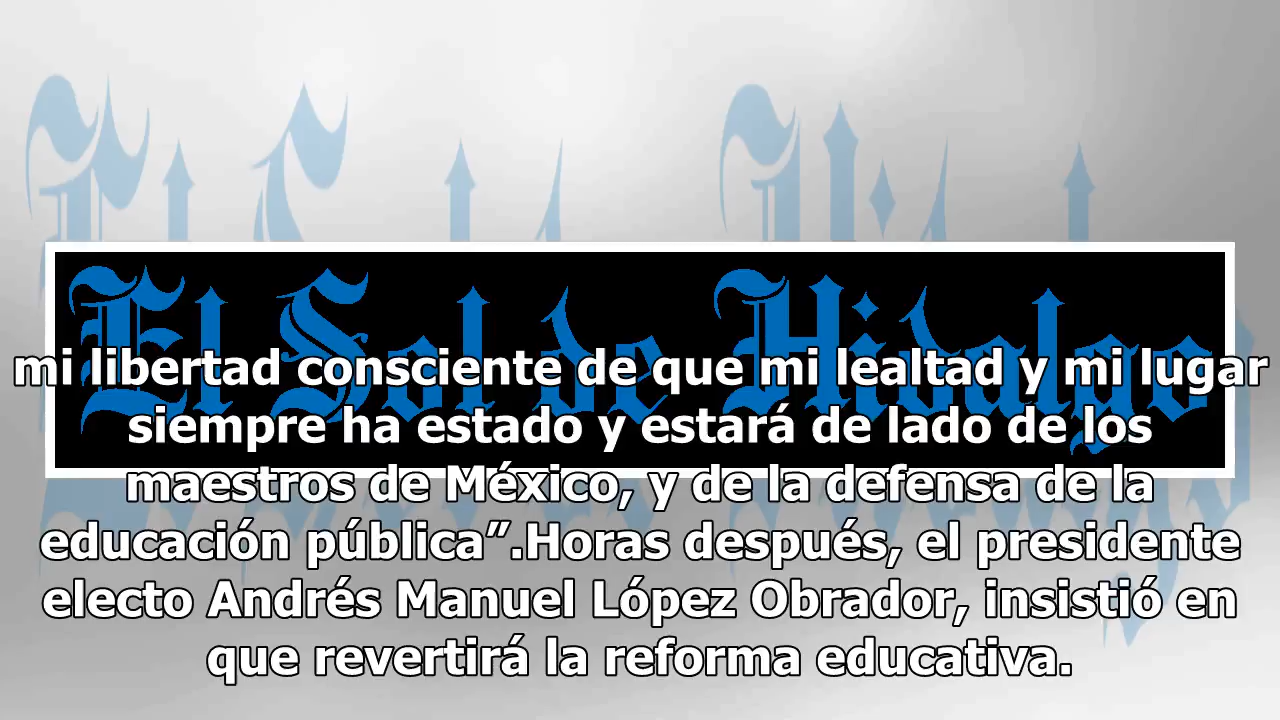 El Sol de Hidalgo
mi libertad consciente de que mi lealtad y mi lugar
siempre ha estado y estará de lado de los
maestros de México, y de la defensa de la
educación pública”.Horas después, el presidente
electo Andrés Manuel López Obrador, insistió en
que revertirá la reforma educativa.